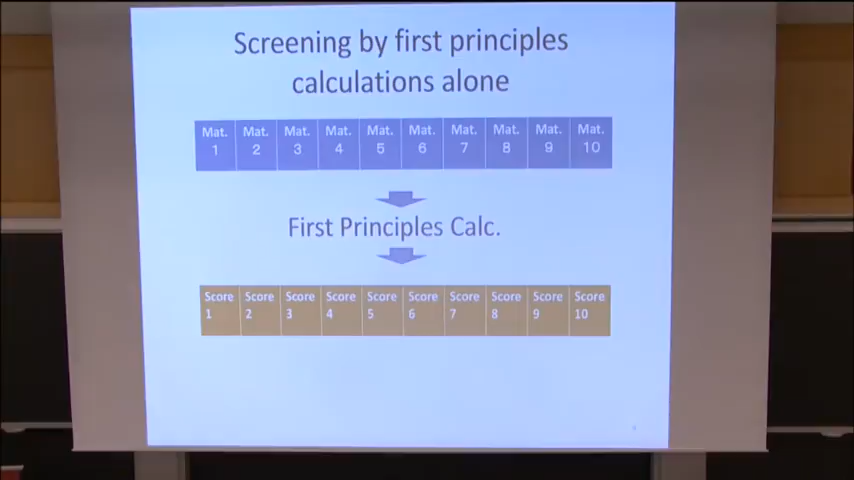 Screening by first principles
calculations alone
Mat. Mat. Mat. Mat. Mat. Mat. Mat. Mat. Mat. Mat.
1 2 3 4 5 6 7 8 9 10
First Principles Calc.
Score Score Score Score Score Score Score Score Score Score
1 2 3 4 5 6 7 8 9 10